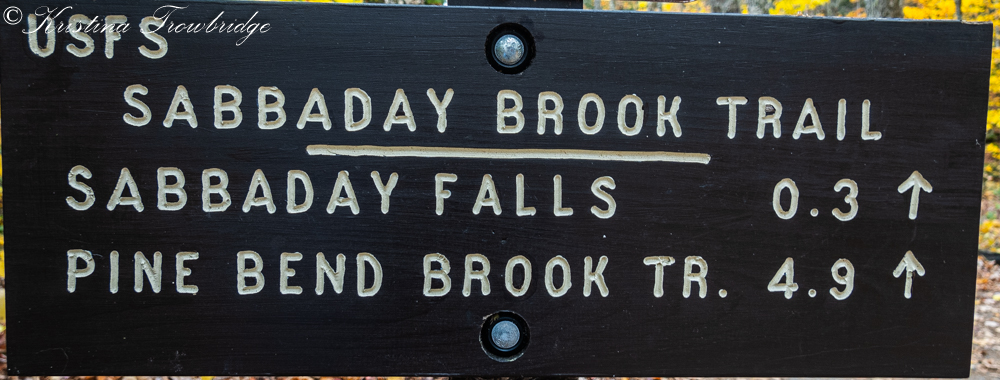 © Kristina Trowbridge
USFS
SABBADAY BROOK TRAIL
SABBADAY FALLS 0.3 ↑
PINE BEND BROOK TR. 4.9 ↑